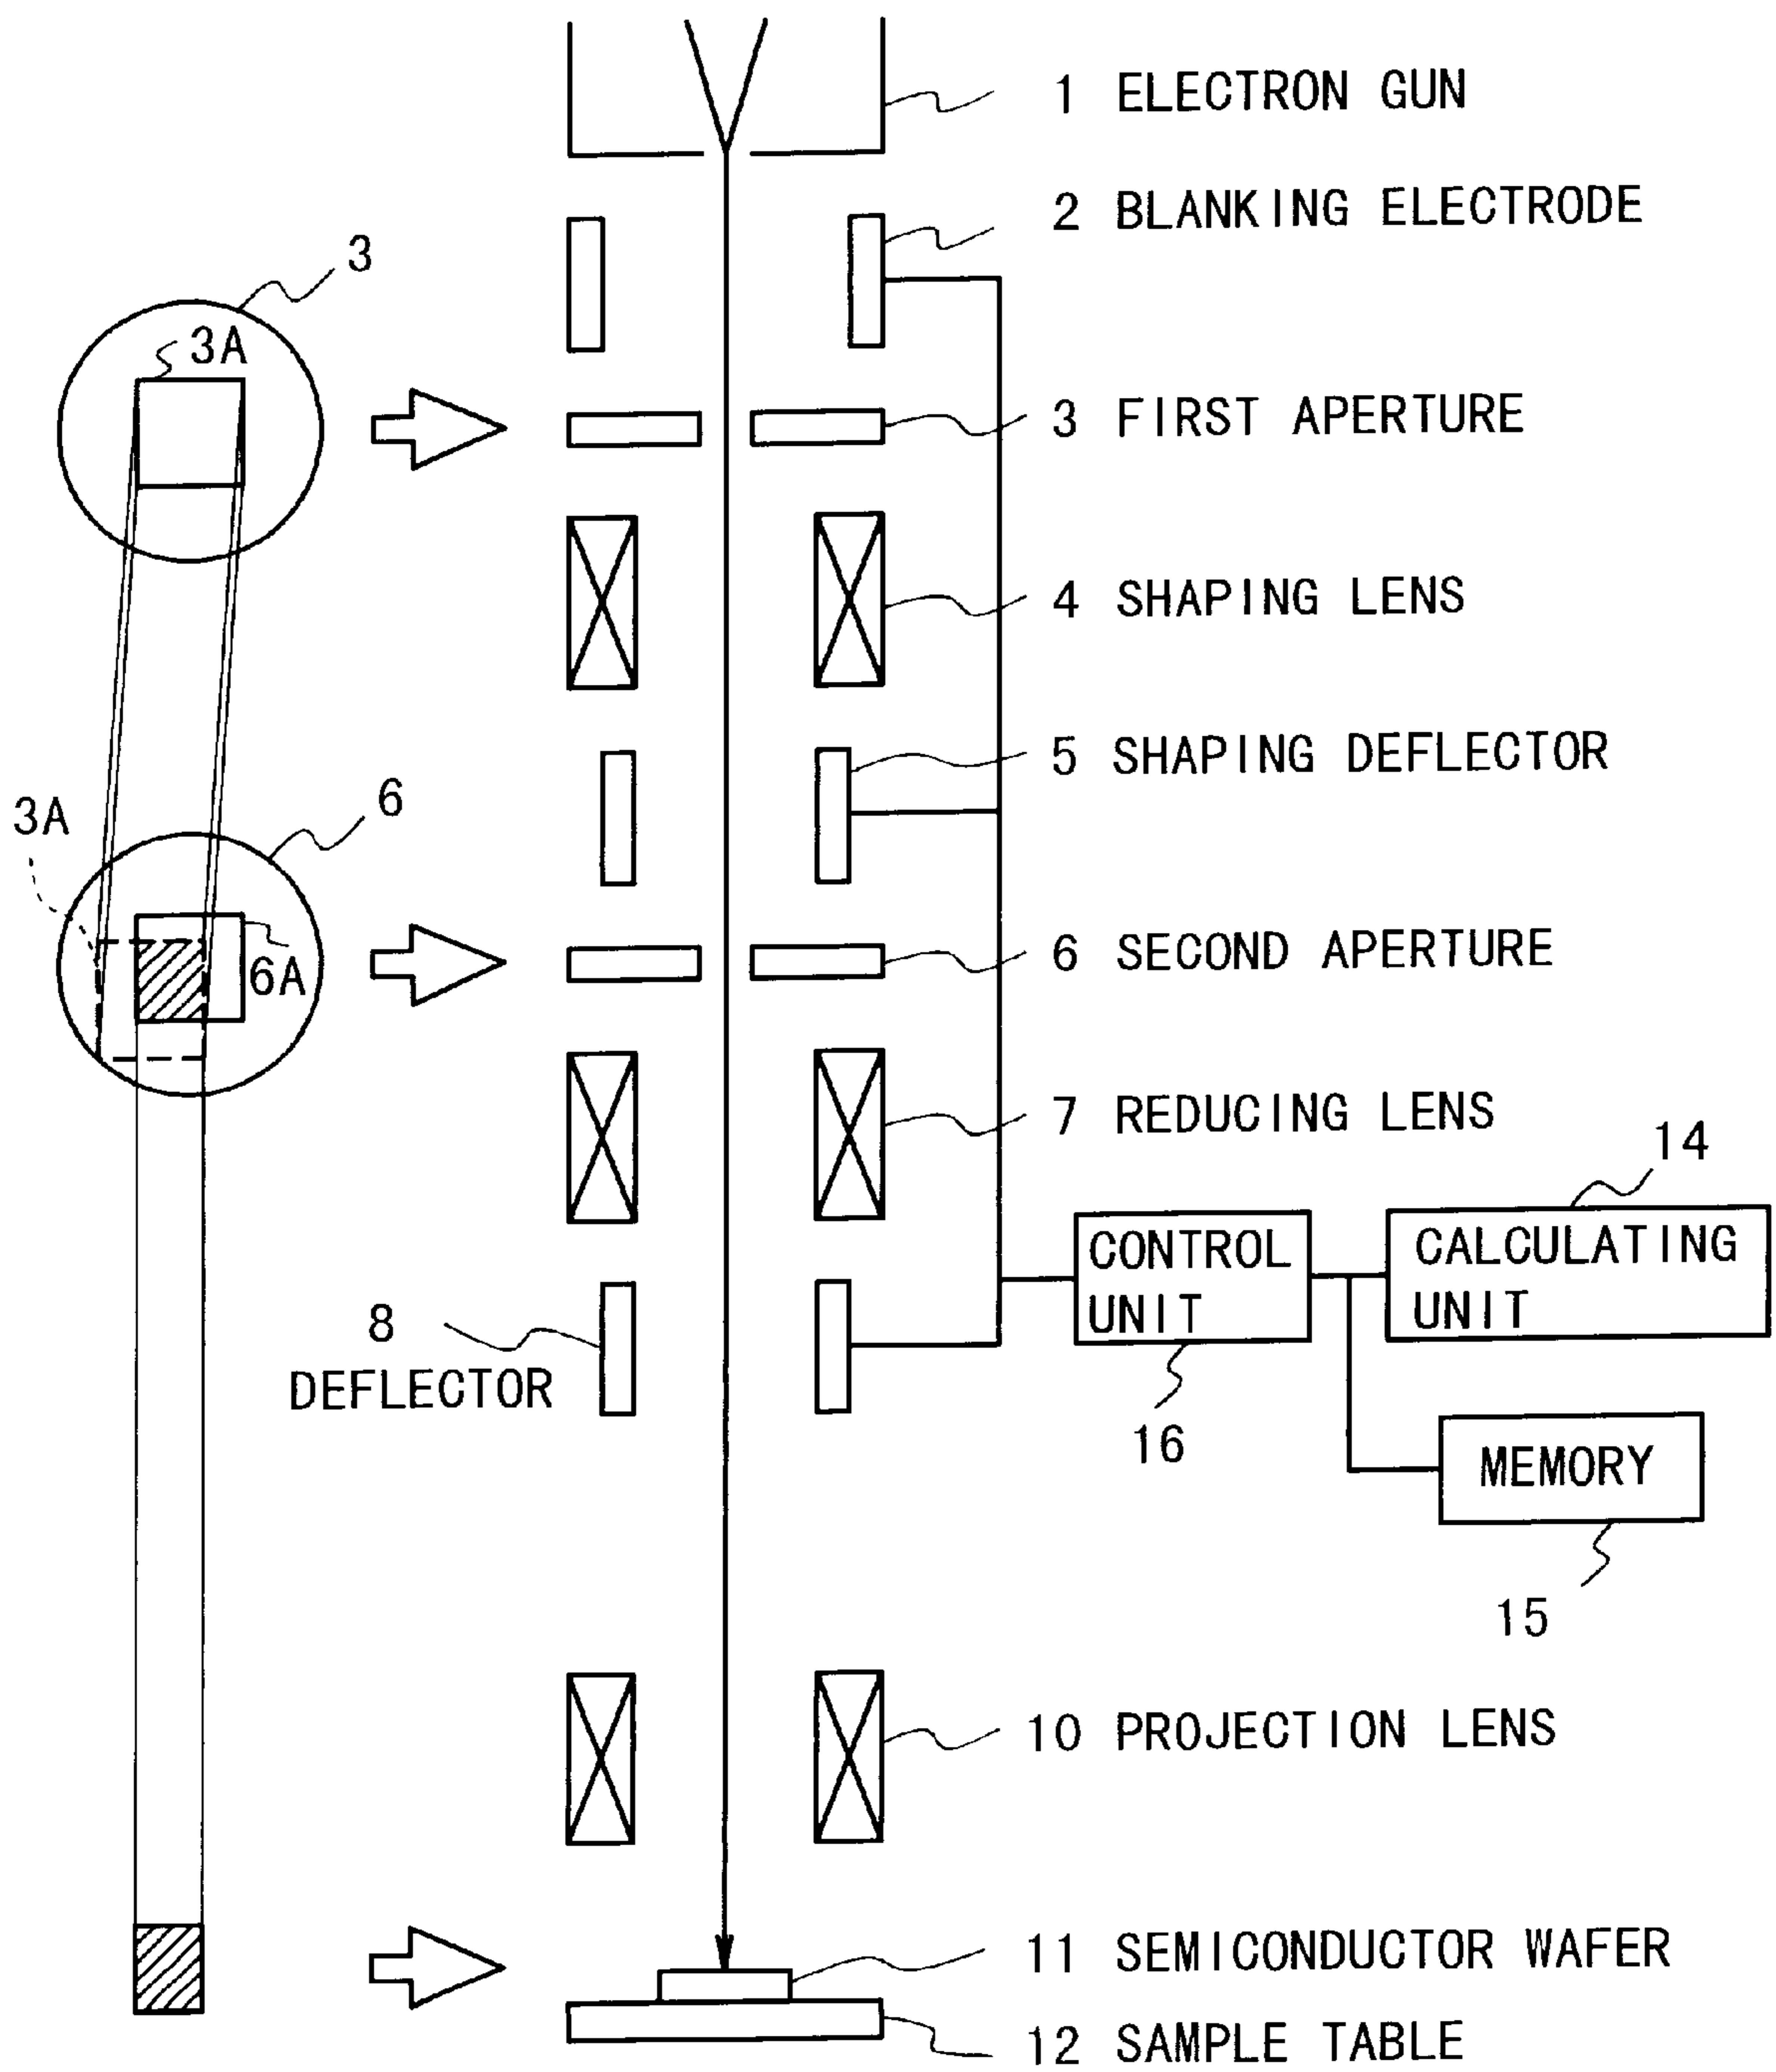 1 ELECTRON GUN
2 BLANKING ELECTRODE
3
3A
3 FIRST APERTURE
4 SHAPING LENS
5 SHAPING DEFLECTOR
3A
6
6A
6 SECOND APERTURE
7 REDUCING LENS
14
CONTROL
UNIT
CALCULATING
UNIT
8
DEFLECTOR
16
MEMORY
15
10 PROJECTION LENS
11 SEMICONDUCTOR WAFER
12 SAMPLE TABLE